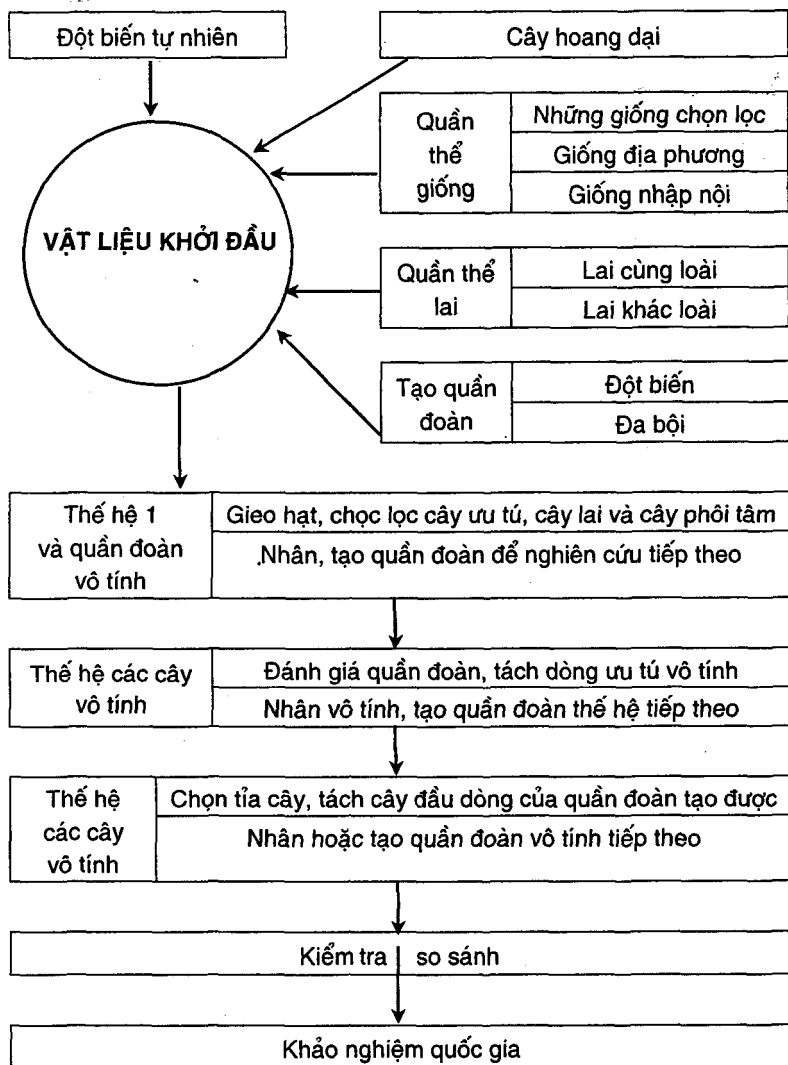 Đột biến tự nhiên
Cây hoang dại
Quần
thể
giống
Những giống chọn lọc
Giống địa phương
Giống nhập nội
VẬT LIỆU KHỞI ĐẦU
Quần thể
lai
Lai cùng loài
Lai khác loài
Tạo quần
đoàn
Đột biến
Đa bội
Thế hệ 1
và quần đoàn
vô tính
Gieo hạt, chọc lọc cây ưu tú, cây lai và cây phôi tâm
Nhân, tạo quần đoàn để nghiên cứu tiếp theo
Thế hệ các cây
vô tính
Đánh giá quần đoàn, tách dòng ưu tú vô tính
Nhân vô tính, tạo quần đoàn thế hệ tiếp theo
Thế hệ
các cây
vô tính
Chọn tỉa cây, tách cây đầu dòng của quần đoàn tạo được
Nhân hoặc tạo quần đoàn vô tính tiếp theo
Kiểm tra so sánh
Khảo nghiệm quốc gia